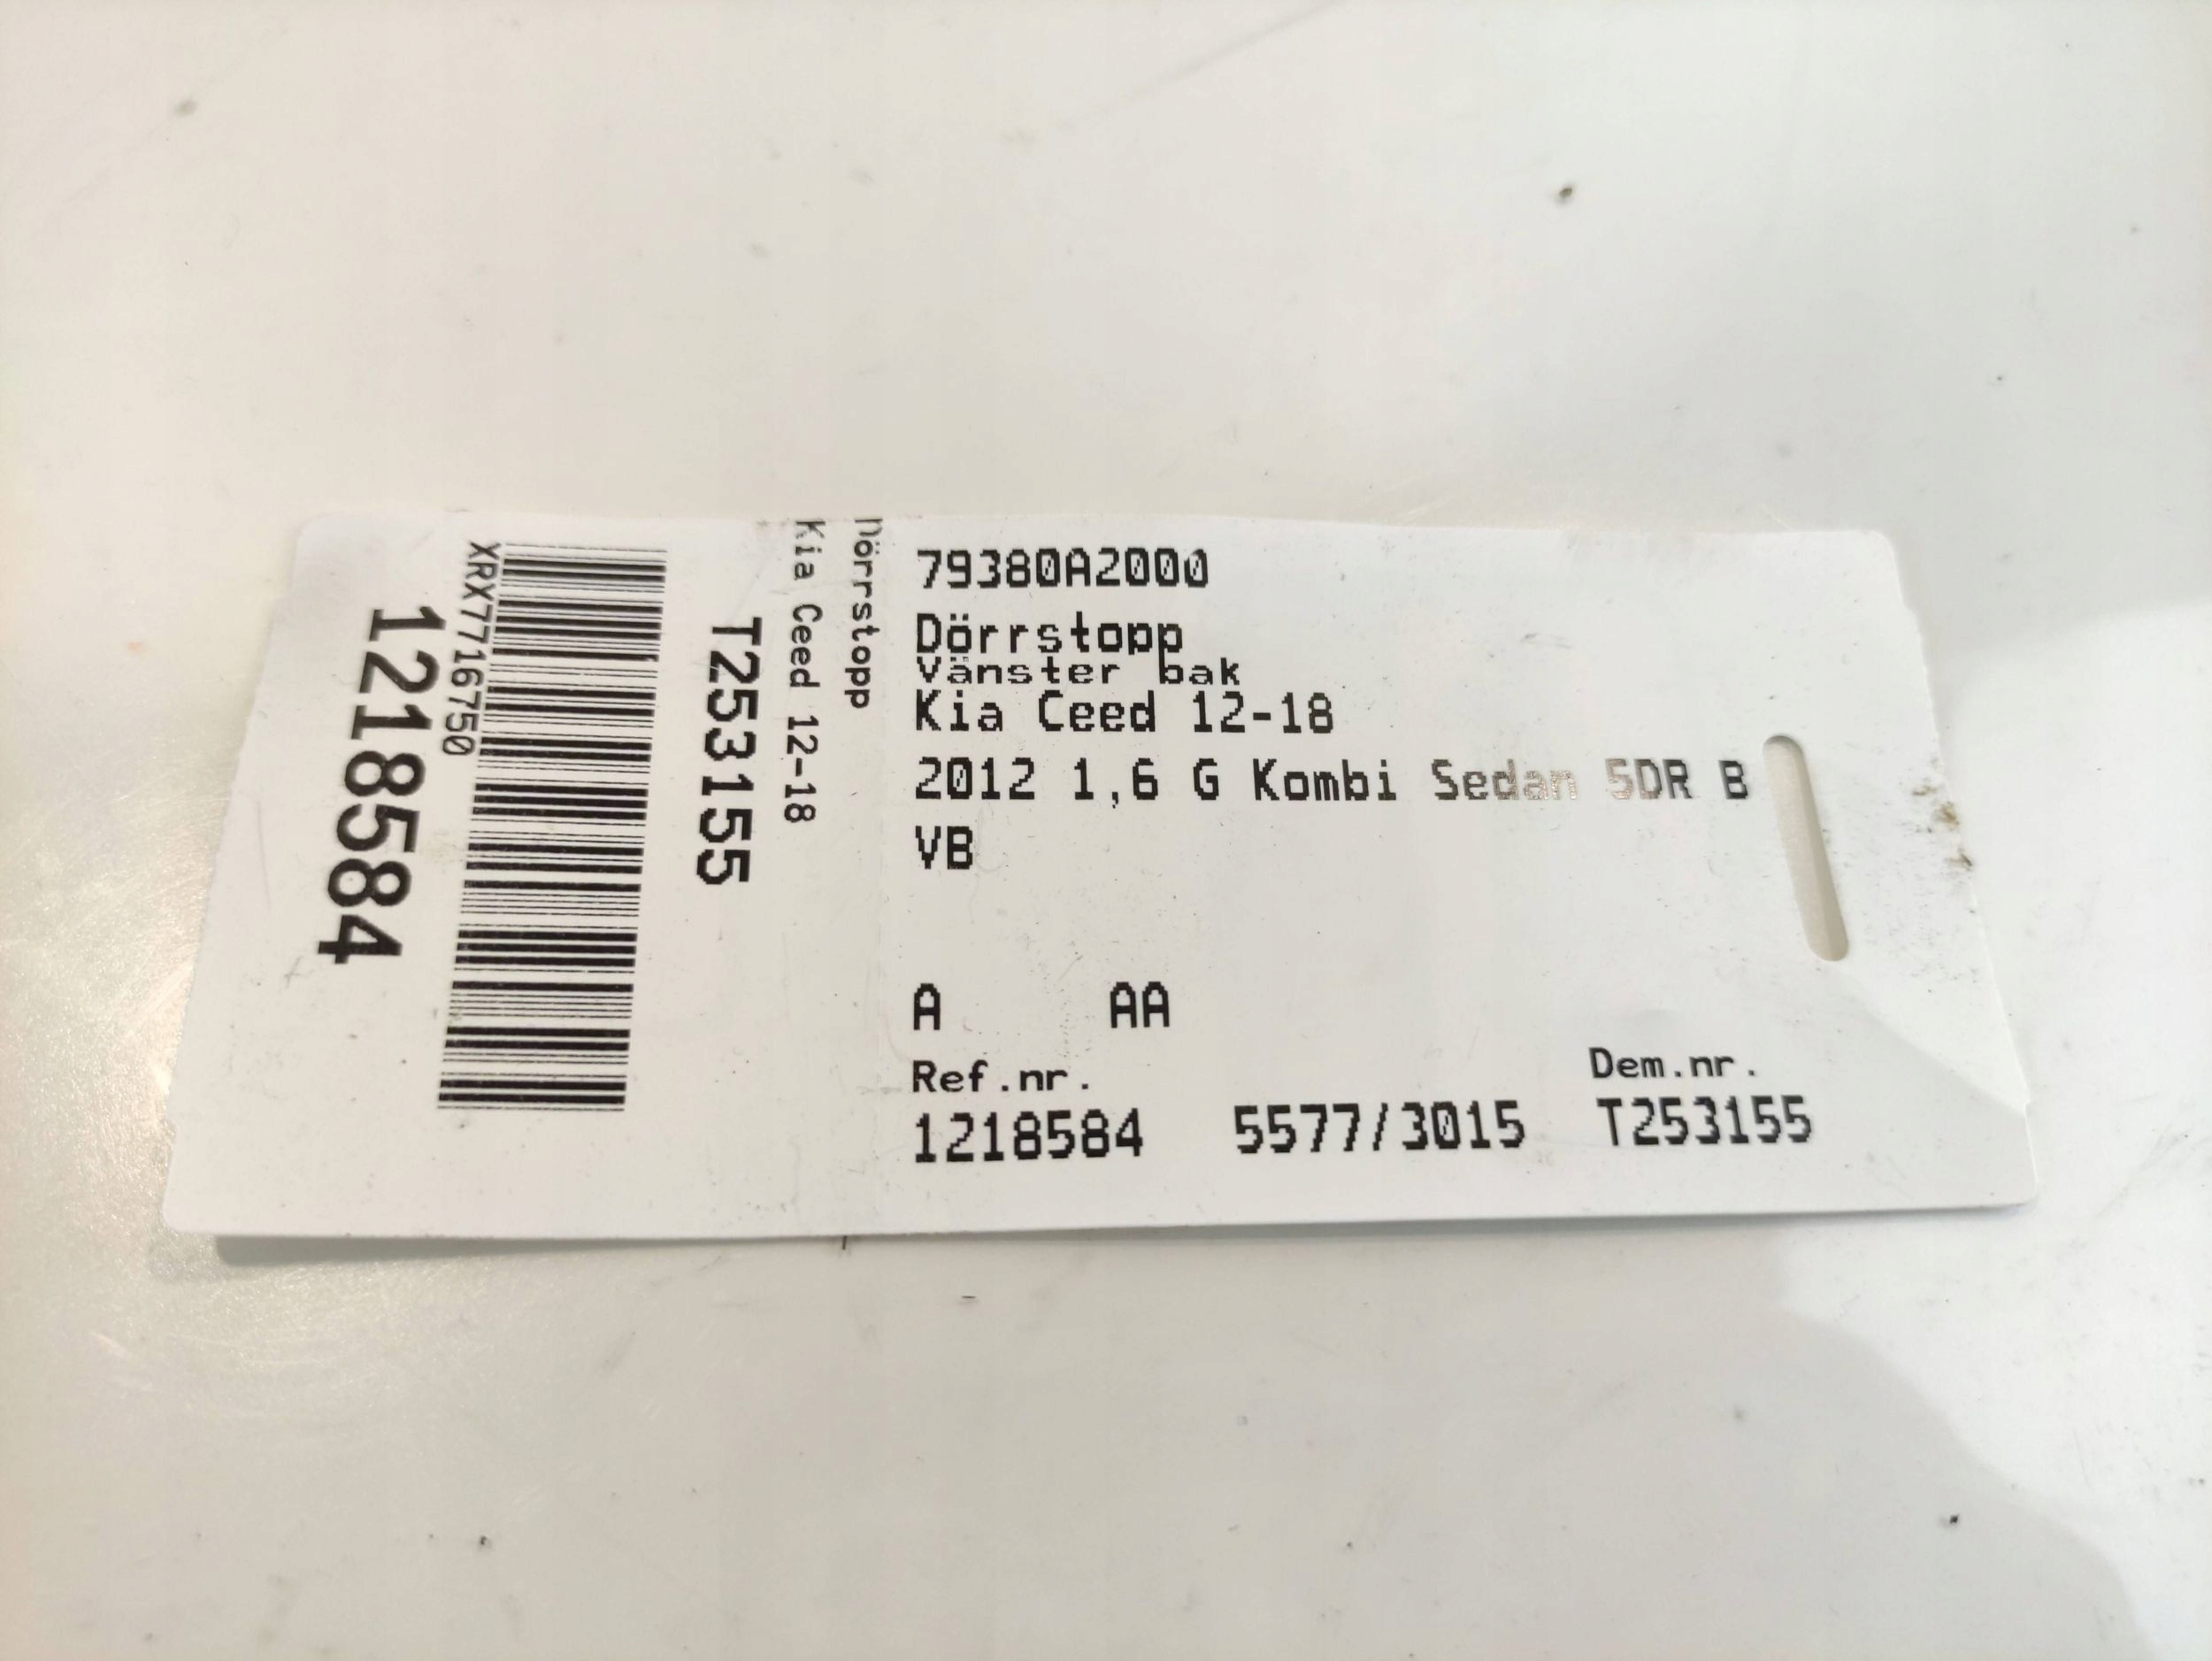 79380A2000
Dörrstopp
Vänster bak
Kia Ceed 12-18
2012 1,6 G Kombi Sedan 5DR B
VB
A AA
Ref.nr. Dem.nr.
1218584 5577/3015 T253155
Dörrstopp
Kia Ceed 12-18
T253155
XRX7716750
1218584